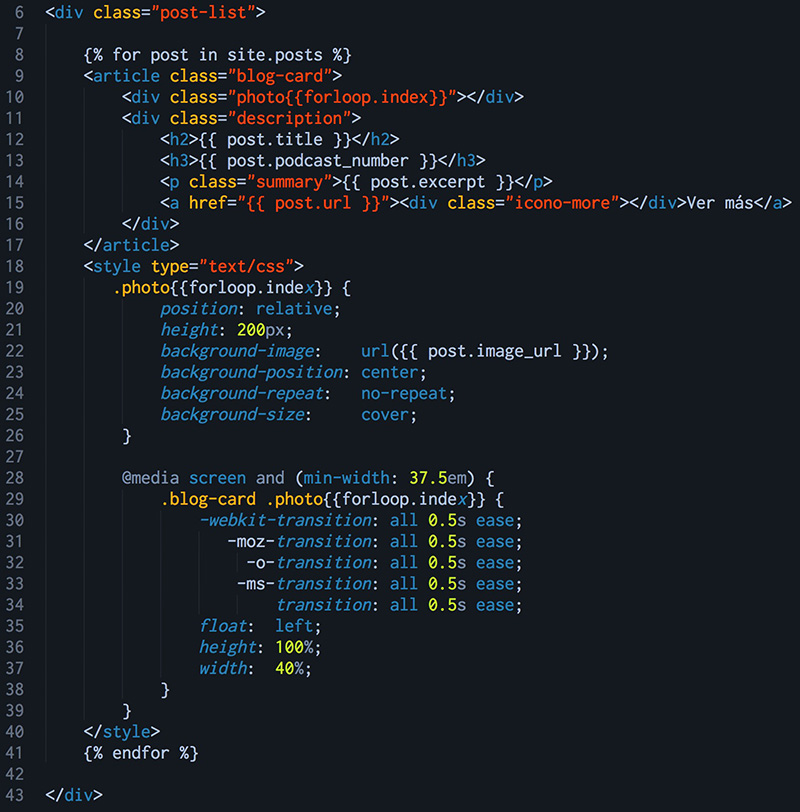 6 <div class="post-list">
7
8 {% for post in site.posts %}
9 <article class="blog-card">
10 <div class="photo{{forloop.index}}"></div>
11 <div class="description">
12 <h2>{{ post.title }}</h2>
13 <h3>{{ post.podcast_number }}</h3>
14 <p class="summary">{{ post.excerpt }}</p>
15 <a href="{{ post.url }}"><div class="icono-more"></div>Ver más</a>
16 </div>
17 </article>
18 <style type="text/css">
19 .photo{{forloop.index}} {
20 position: relative;
21 height: 200px;
22 background-image: url({{ post.image_url }});
23 background-position: center;
24 background-repeat: no-repeat;
25 background-size: cover;
26 }
27
28 @media screen and (min-width: 37.5em) {
29 .blog-card .photo{{forloop.index}} {
30 -webkit-transition: all 0.5s ease;
31 -moz-transition: all 0.5s ease;
32 -o-transition: all 0.5s ease;
33 -ms-transition: all 0.5s ease;
34 transition: all 0.5s ease;
35 float: left;
36 height: 100%;
37 width: 40%;
38 }
39 }
40 </style>
41 {% endfor %}
42
43 </div>